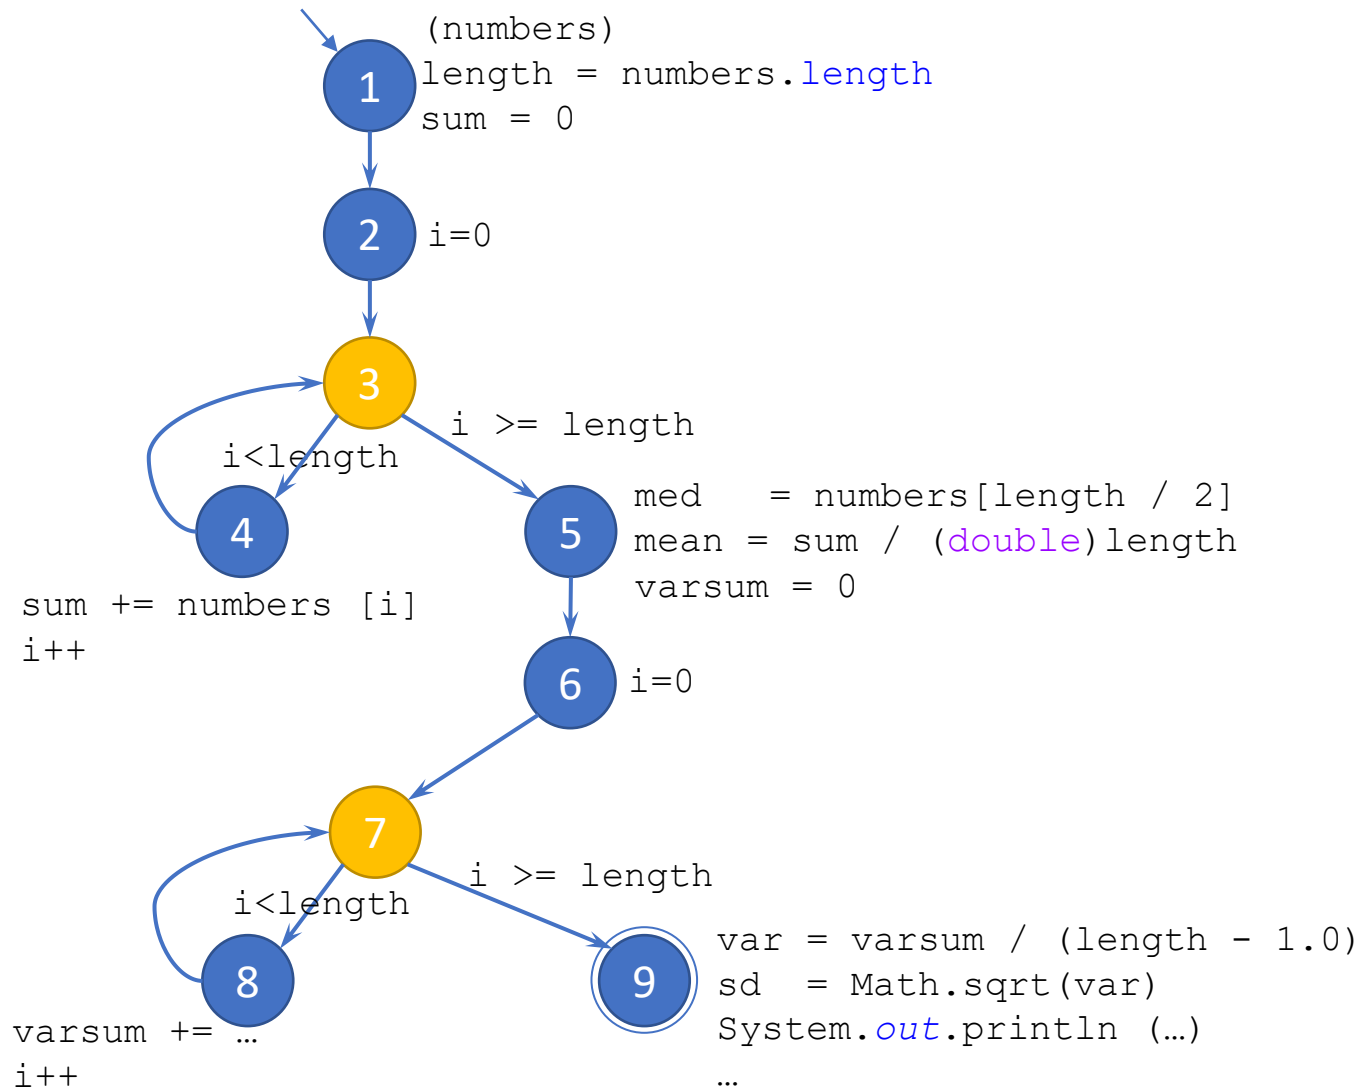 (numbers)
1
length = numbers.length
sum = 0
2
i=0
3
i >= length
i<length
4
sum += numbers [i]
i++
5
med   = numbers[length / 2]
mean = sum / (double)length
varsum = 0
6
i=0
7
i >= length
i<length
8
varsum += …
i++
9
var = varsum / (length - 1.0)
sd  = Math.sqrt(var)
System.out.println (…)
…